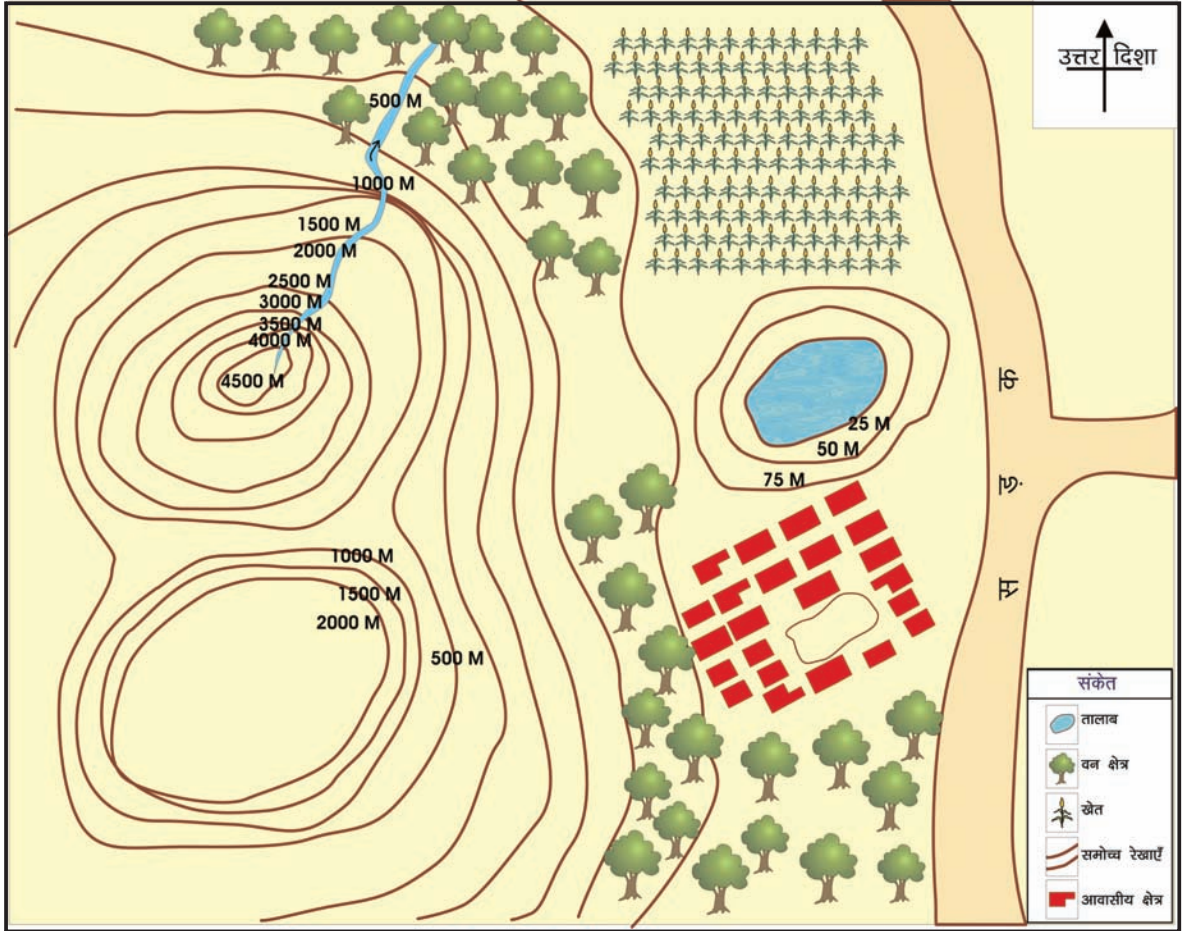 उत्तर दिशा
500 M
1000 M
1500 M
2000 M
2500 M
3000 M
3500 M
4000 M
4500 M
25 M
50 M
75 M
1000 M
1500 M
2000 M
500 M
सड़क
संकेत
तालाब
वन क्षेत्र
खेत
समोच्च रेखाएँ
आवासीय क्षेत्र